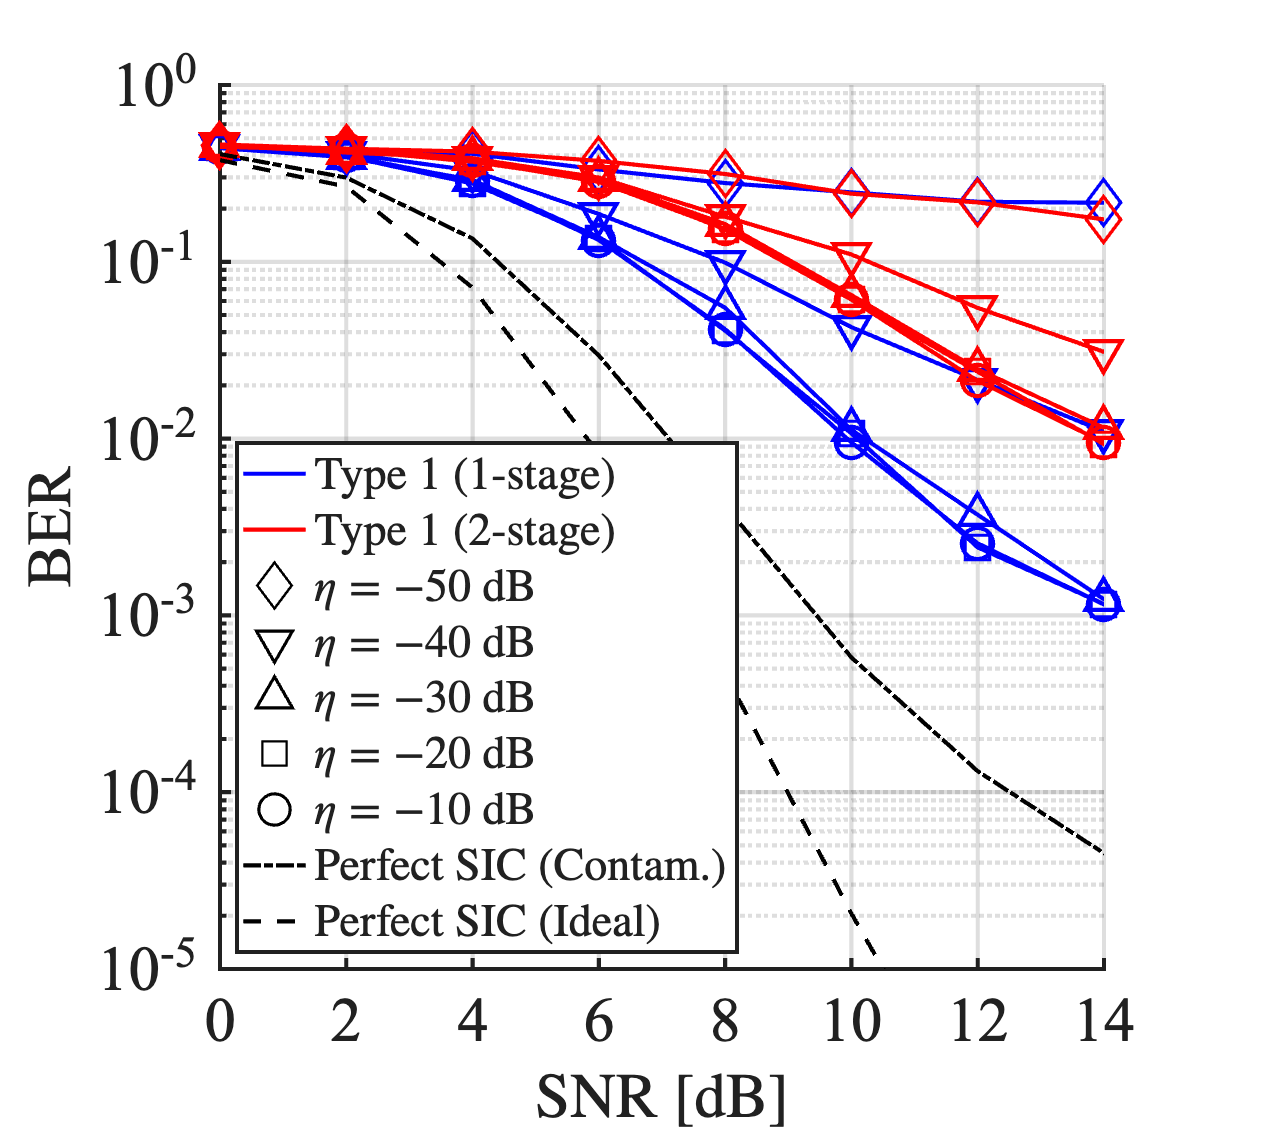 10^0
10^-1
10^-2
10^-3
10^-4
10^-5
BER
Type 1 (1-stage)
Type 1 (2-stage)
η = −50 dB
η = −40 dB
η = −30 dB
η = −20 dB
η = −10 dB
Perfect SIC (Contam.)
Perfect SIC (Ideal)
0 2 4 6 8 10 12 14
SNR [dB]